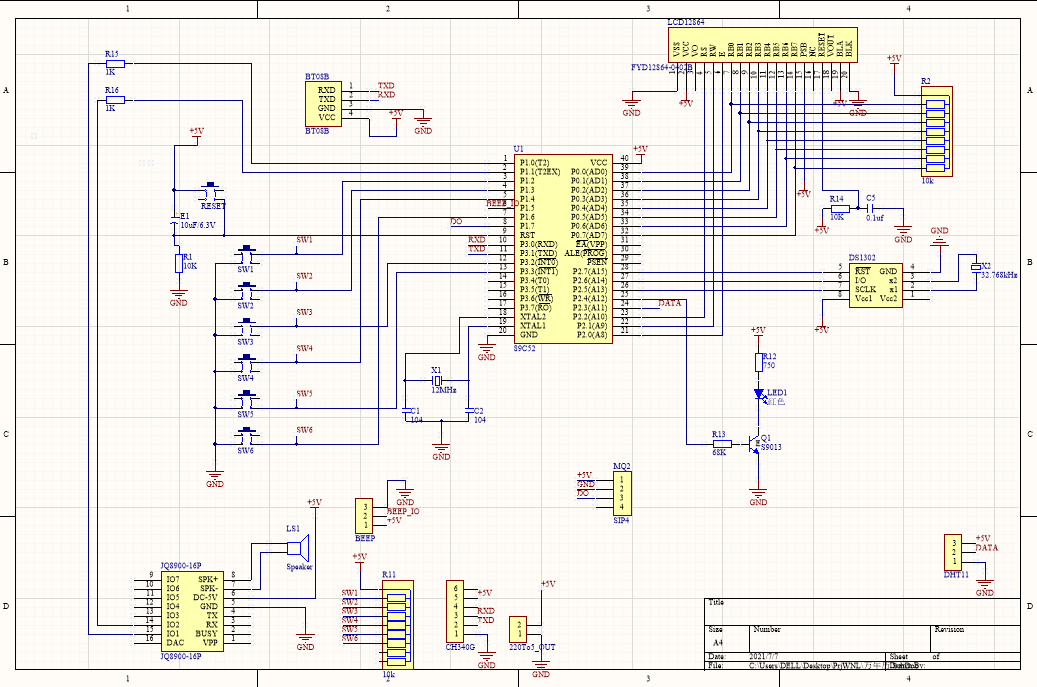 1 2 3 4
LCD12864
FYD12864-0402B
VSS VCC VO RS RW E RB0 RB1 RB2 RB3 RB4 RB5 RB6 RB7 PSB NC RESET VOUT BLA BLK
1 2 3 4 5 6 7 8 9 10 11 12 13 14 15 16 17 18 19 20
GND +5V +5V GND
+5V
R2
10k
A A
R15
1K
R16
1K
BT08B
RXD 1 TXD
TXD 2 RXD
GND 3
VCC 4
BT08B
+5V
GND
+5V
RESET
E1
10uF/6.3V
R1
10K
GND
U1
+5V
1 P1.0(T2) VCC 40
2 P1.1(T2EX) P0.0(AD0) 39
3 P1.2 P0.1(AD1) 38
4 P1.3 P0.2(AD2) 37
5 P1.4 P0.3(AD3) 36
BEEP_IO 6 P1.5 P0.4(AD4) 35
7 P1.6 P0.5(AD5) 34
DO 8 P1.7 P0.6(AD6) 33
9 RST P0.7(AD7) 32
RXD 10 P3.0(RXD) EA(VPP) 31
TXD 11 P3.1(TXD) ALE(PROG) 30
12 P3.2(INT0) PSEN 29
13 P3.3(INT1) P2.7(A15) 28
14 P3.4(T0) P2.6(A14) 27
15 P3.5(T1) P2.5(A13) 26
16 P3.6(WR) P2.4(A12) 25
17 P3.7(RD) P2.3(A11) 24 DATA
18 XTAL2 P2.2(A10) 23
19 XTAL1 P2.1(A9) 22
20 GND P2.0(A8) 21
89C52
GND
+5V
R14
10K
+5V
C5
0.1uf
GND
GND
B B
DS1302
5 RST GND 4
6 I/O x2 3
7 SCLK x1 2
8 Vcc1 Vcc2 1
+5V
X2
32.768kHz
SW1
SW1
SW2
SW2
SW3
SW3
SW4
SW4
SW5
SW5
SW6
SW6
GND
X1
12MHz
C1
104
C2
104
GND
+5V
R12
750
LED1
红色
R13
68K
Q1
S9013
GND
C C
MQ2
+5V 1
GND 2
DO 3
4
SIP4
GND
3
2 BEEP_IO
1 +5V
BEEP
+5V
LS1
Speaker
JQ8900-16P
9 IO7 SPK+ 8
10 IO6 SPK- 7
11 IO5 DC-5V 6
12 IO4 GND 5
13 IO3 TX 4
14 IO2 RX 3
15 IO1 BUSY 2
16 DAC VPP 1
JQ8900-16P
GND
+5V
R11
SW1
SW2
SW3
SW4
SW5
SW6
10k
6
5 +5V
4
3 RXD
2 TXD
1
CH340G
GND
+5V
2
1
220To5_OUT
GND
3 +5V
2 DATA
1
DHT11
GND
D D
Title
Size Number Revision
A4
Date: 2021/7/7 Sheet of
File: C:\Users\DELL\Desktop\PrjWNL\
1 2 3 4